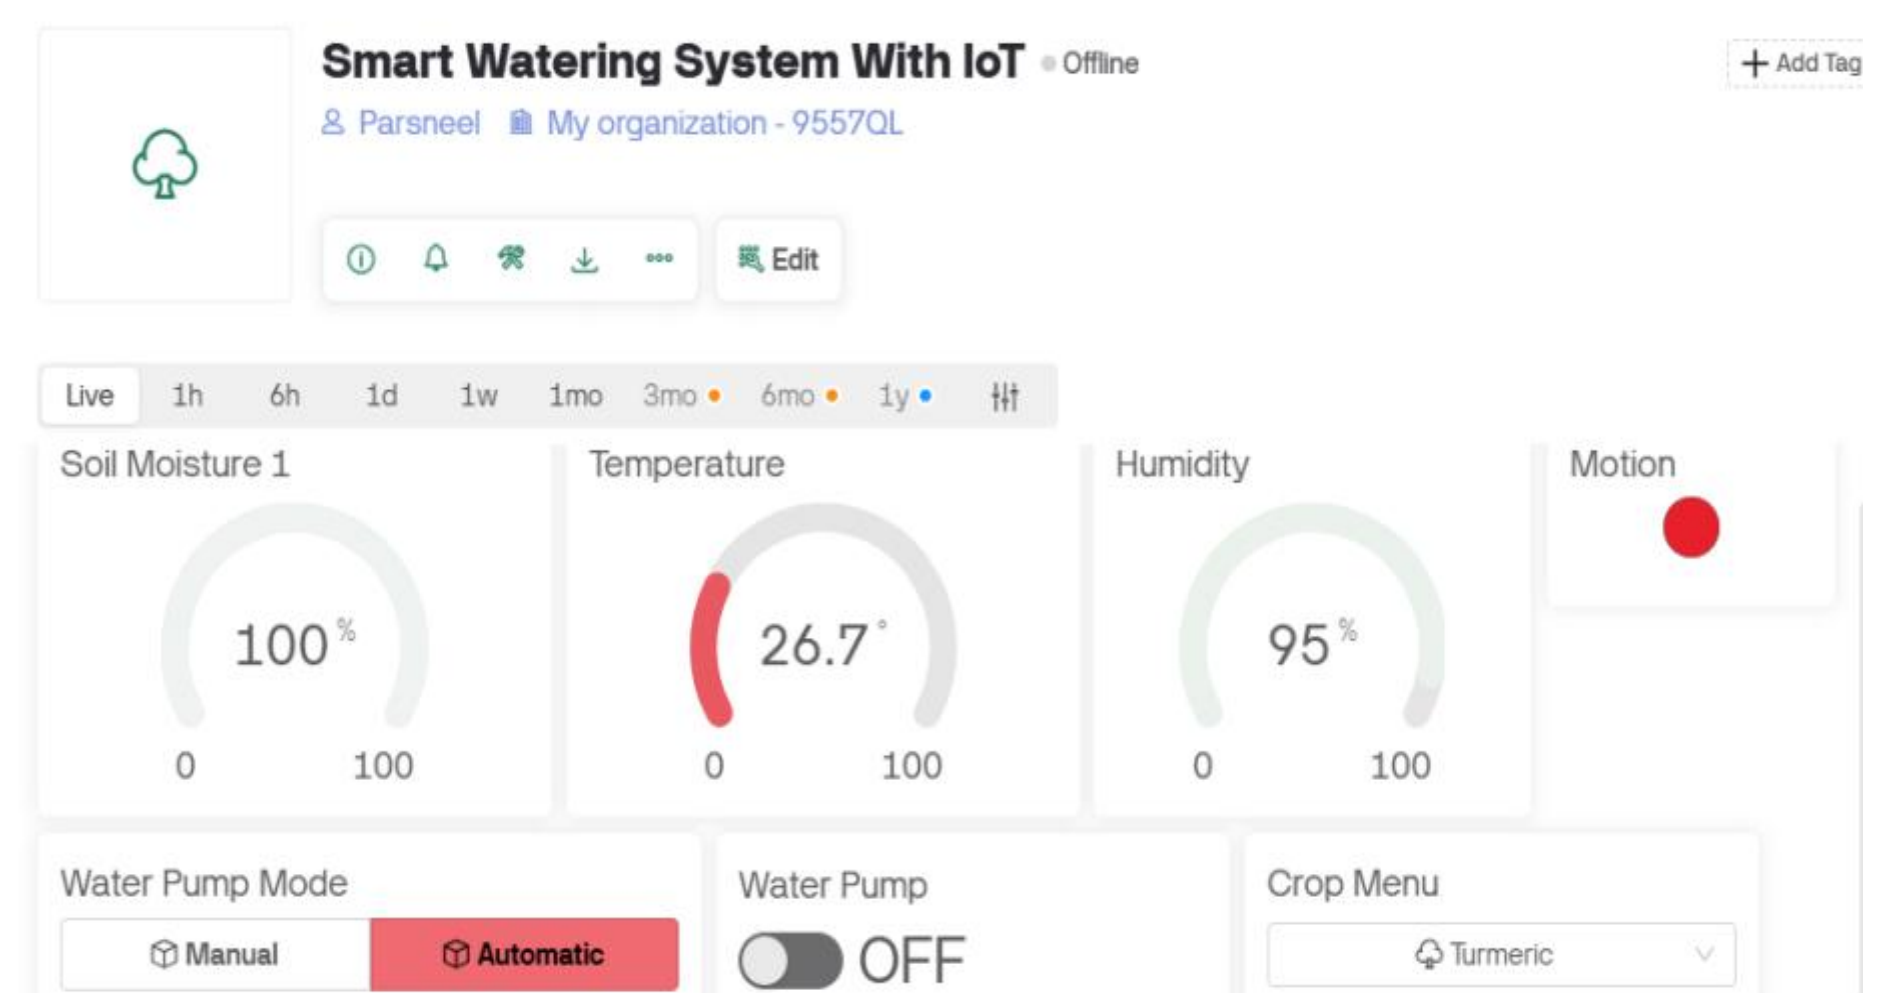 Smart Watering System With IoT Offline
Add Tag
Parsneel My organization - 9557QL
Edit
Live 1h 6h 1d 1w 1mo 3mo 6mo 1y
Soil Moisture 1
100%
0 100
Temperature
26.7°
0 100
Humidity
95%
0 100
Motion
Water Pump Mode
Manual Automatic
Water Pump
OFF
Crop Menu
Turmeric